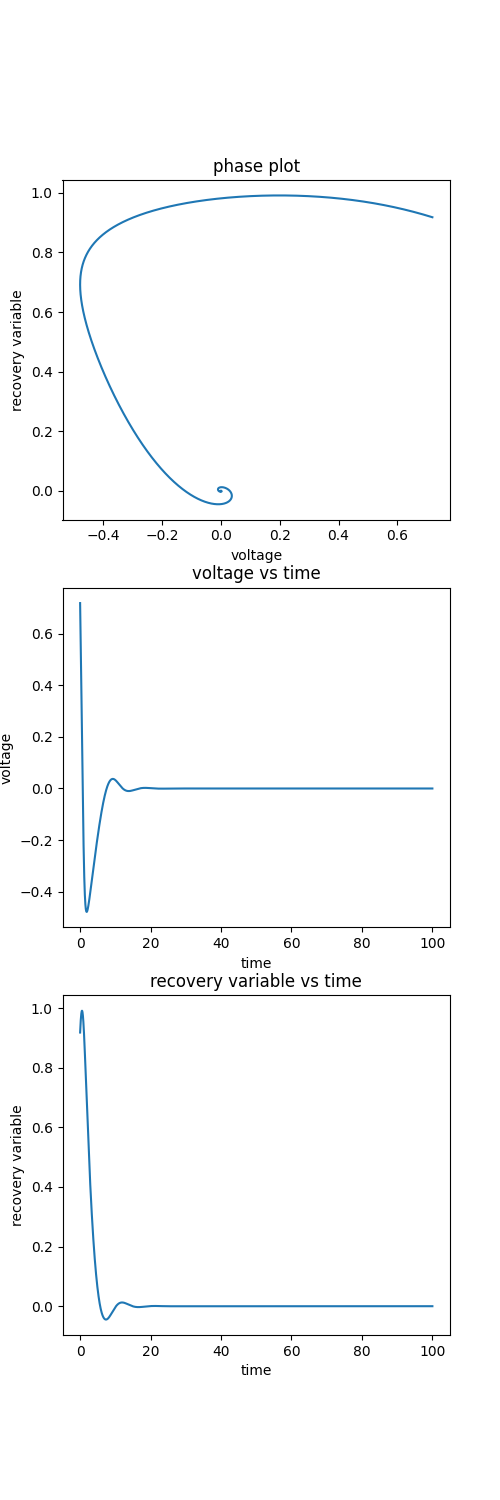 phase plot
1.0
0.8
0.6
0.4
0.2
0.0
recovery variable
−0.4 −0.2 0.0 0.2 0.4 0.6
voltage
voltage vs time
0.6
0.4
0.2
0.0
−0.2
−0.4
voltage
0 20 40 60 80 100
time
recovery variable vs time
1.0
0.8
0.6
0.4
0.2
0.0
recovery variable
0 20 40 60 80 100
time